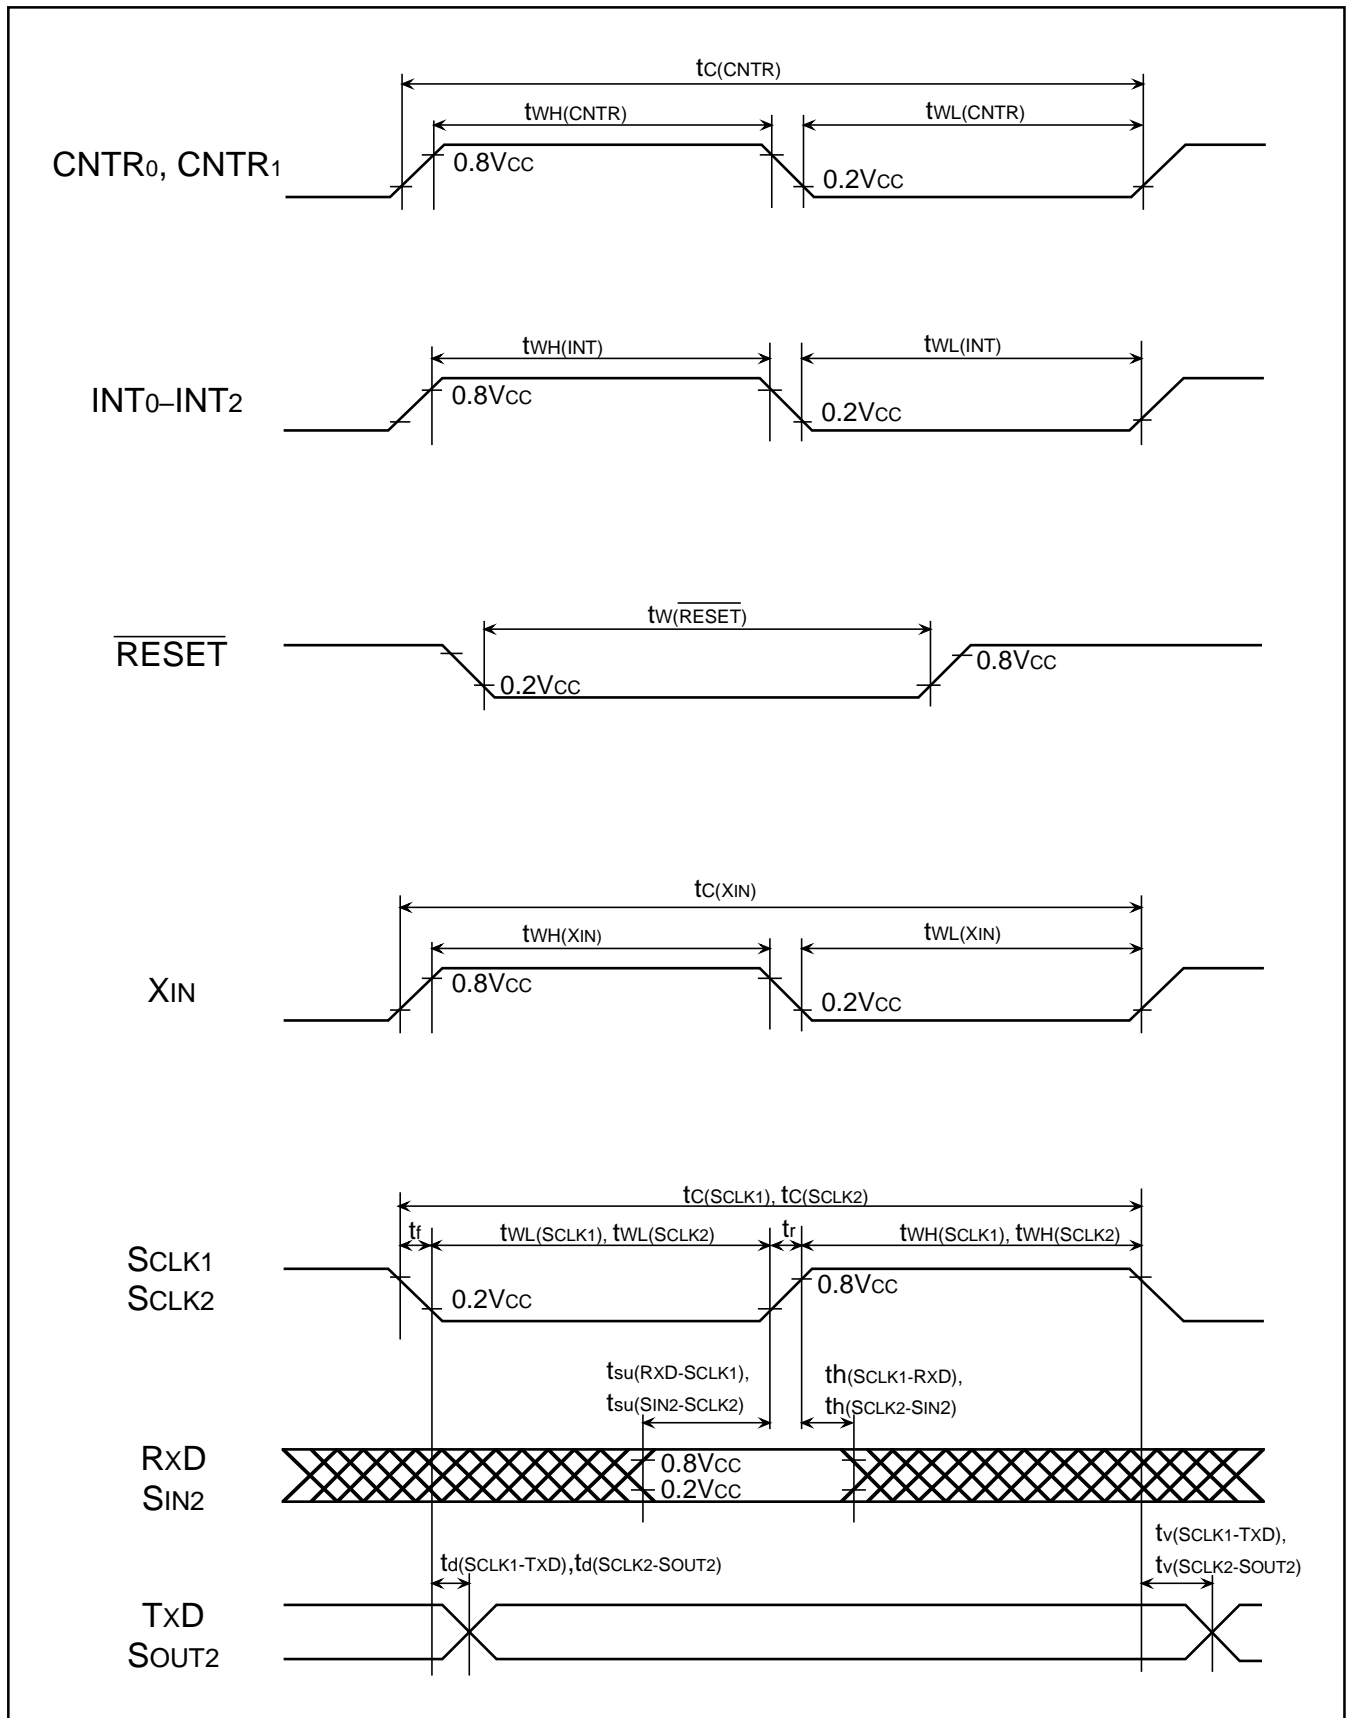 tC(CNTR)
tWH(CNTR)
tWL(CNTR)
CNTR0, CNTR1
0.8VCC
0.2VCC
tWH(INT)
tWL(INT)
INT0–INT2
0.8VCC
0.2VCC
tW(RESET)
RESET
0.2VCC
0.8VCC
tC(XIN)
tWH(XIN)
tWL(XIN)
XIN
0.8VCC
0.2VCC
tC(SCLK1), tC(SCLK2)
tf
tWL(SCLK1), tWL(SCLK2)
tr
tWH(SCLK1), tWH(SCLK2)
SCLK1
SCLK2
0.2VCC
0.8VCC
tsu(RXD-SCLK1),
tsu(SIN2-SCLK2)
th(SCLK1-RXD),
th(SCLK2-SIN2)
RXD
SIN2
0.8VCC
0.2VCC
td(SCLK1-TXD),td(SCLK2-SOUT2)
tv(SCLK1-TXD),
tv(SCLK2-SOUT2)
TXD
SOUT2